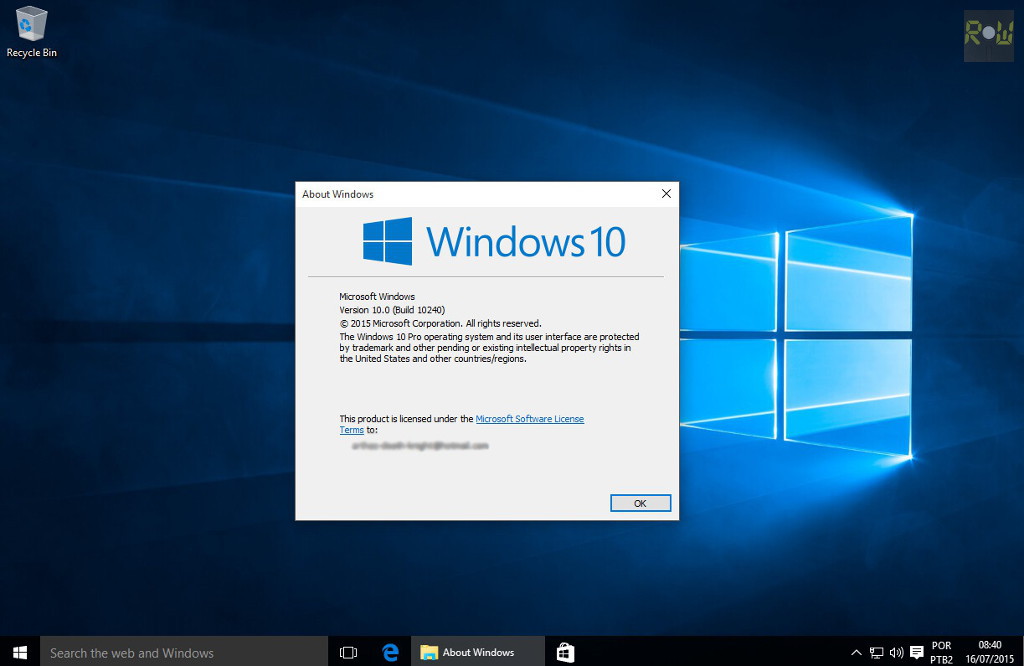 Recycle Bin
R●W
About Windows
Windows 10
Microsoft Windows
Version 10.0 (Build 10240)
© 2015 Microsoft Corporation. All rights reserved.
The Windows 10 Pro operating system and its user interface are protected
by trademark and other pending or existing intellectual property rights in
the United States and other countries/regions.
This product is licensed under the Microsoft Software License
Terms to:
OK
Search the web and Windows
About Windows
POR
PTB2
08:40
16/07/2015